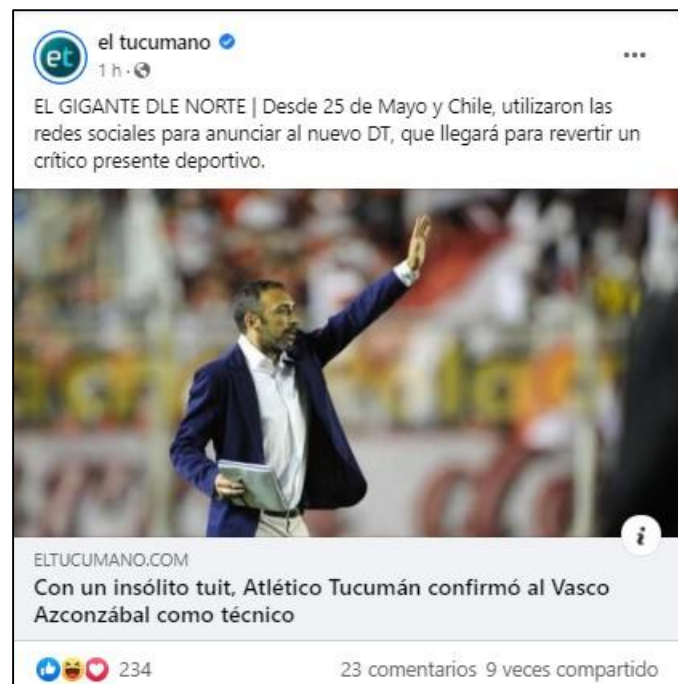 et
el tucumano
1 h ·
EL GIGANTE DLE NORTE | Desde 25 de Mayo y Chile, utilizaron las
redes sociales para anunciar al nuevo DT, que llegará para revertir un
crítico presente deportivo.
i
ELTUCUMANO.COM
Con un insólito tuit, Atlético Tucumán confirmó al Vasco
Azconzábal como técnico
234
23 comentarios 9 veces compartido